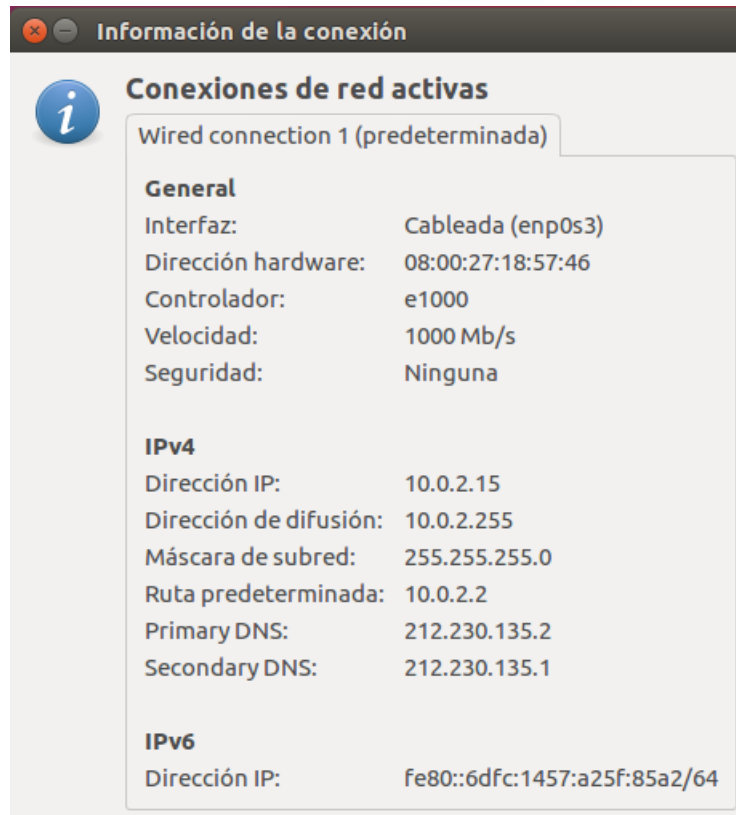 Información de la conexión
Conexiones de red activas
Wired connection 1 (predeterminada)
General
Interfaz: Cableada (enp0s3)
Dirección hardware: 08:00:27:18:57:46
Controlador: e1000
Velocidad: 1000 Mb/s
Seguridad: Ninguna
IPv4
Dirección IP: 10.0.2.15
Dirección de difusión: 10.0.2.255
Máscara de subred: 255.255.255.0
Ruta predeterminada: 10.0.2.2
Primary DNS: 212.230.135.2
Secondary DNS: 212.230.135.1
IPv6
Dirección IP: fe80::6dfc:1457:a25f:85a2/64